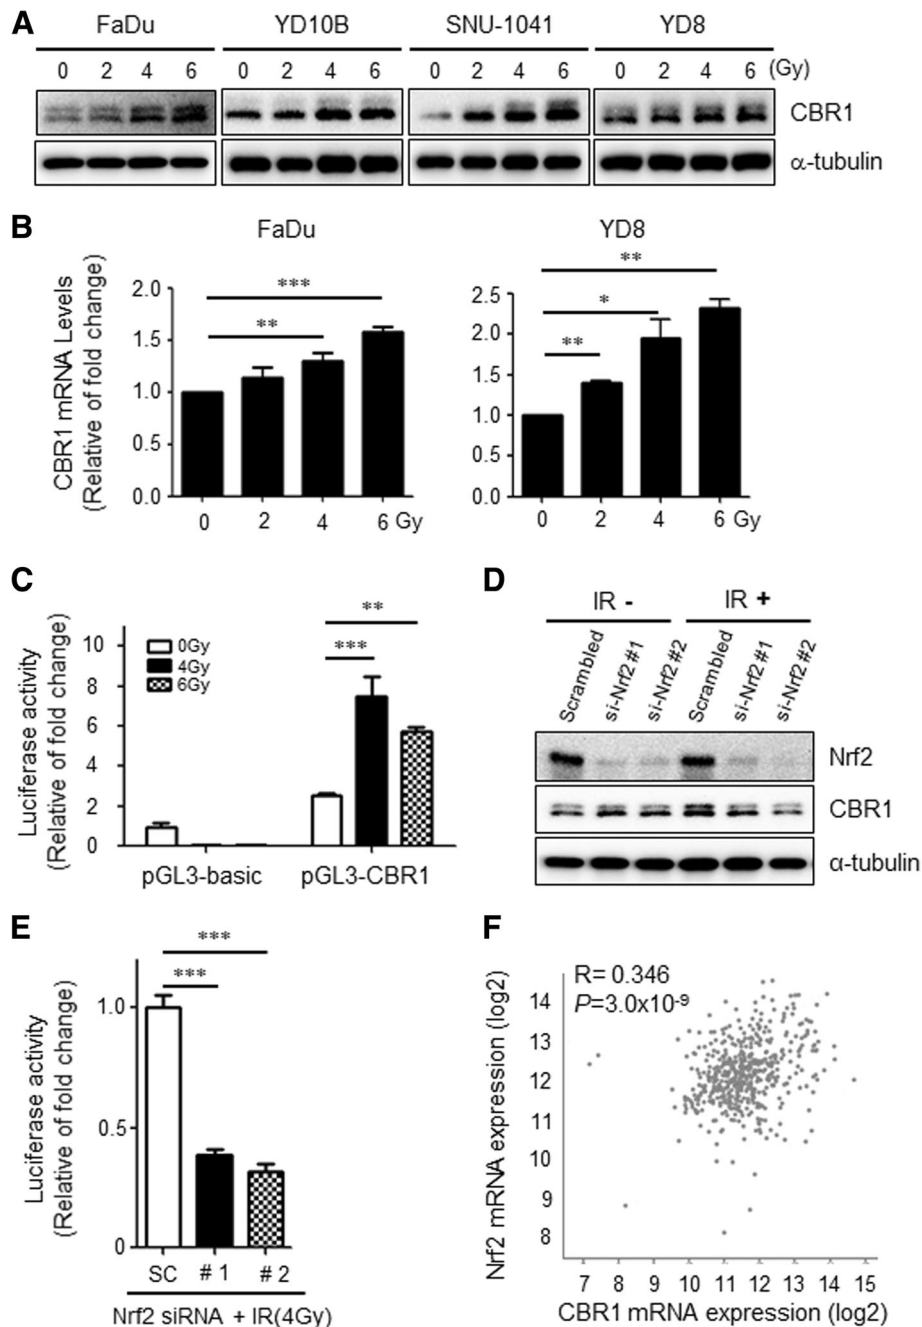 A
FaDu YD10B SNU-1041 YD8
0 2 4 6 0 2 4 6 0 2 4 6 0 2 4 6 (Gy)
CBR1
α-tubulin
B
FaDu YD8
CBR1 mRNA Levels
(Relative of fold change)
2.0
1.5
1.0
0.5
0.0
***
**
0 2 4 6 Gy
2.5
2.0
1.5
1.0
0.5
0.0
**
*
**
0 2 4 6 Gy
C
Luciferase activity
(Relative of fold change)
10
8
6
4
2
0
0Gy
4Gy
6Gy
**
***
pGL3-basic pGL3-CBR1
D
IR - IR +
Scrambled si-Nrf2 #1 si-Nrf2 #2 Scrambled si-Nrf2 #1 si-Nrf2 #2
Nrf2
CBR1
α-tubulin
E
Luciferase activity
(Relative of fold change)
1.0
0.5
0
***
***
SC # 1 # 2
Nrf2 siRNA + IR(4Gy)
F
R= 0.346
P=3.0x10⁻⁹
Nrf2 mRNA expression (log2)
14
13
12
11
10
9
8
7 8 9 10 11 12 13 14 15
CBR1 mRNA expression (log2)